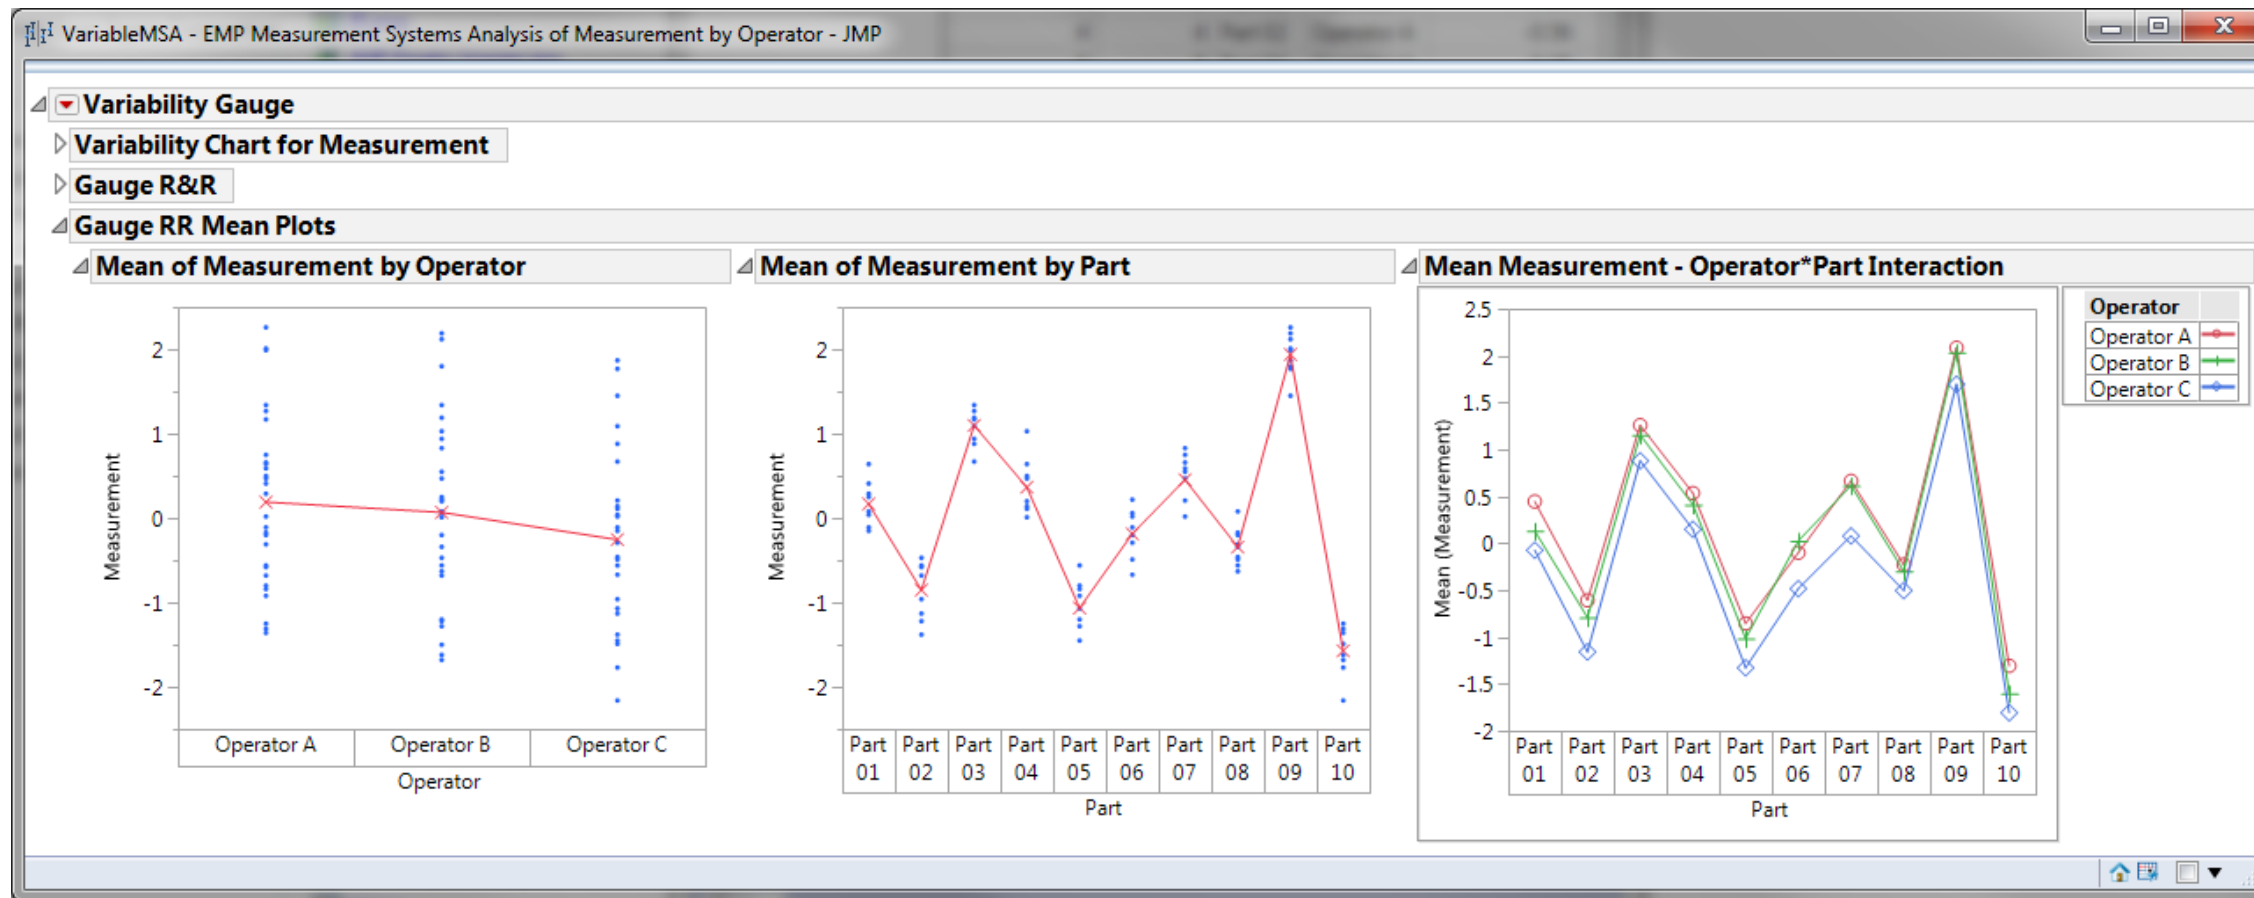 VariableMSA - EMP Measurement Systems Analysis of Measurement by Operator - JMP
Variability Gauge
Variability Chart for Measurement
Gauge R&R
Gauge RR Mean Plots
Mean of Measurement by Operator
2
1
0
-1
-2
Measurement
Operator A Operator B Operator C
Operator
Mean of Measurement by Part
2
1
0
-1
-2
Measurement
Part Part Part Part Part Part Part Part Part Part
01 02 03 04 05 06 07 08 09 10
Part
Mean Measurement - Operator*Part Interaction
2.5
2
1.5
1
0.5
0
-0.5
-1
-1.5
-2
Mean (Measurement)
Part Part Part Part Part Part Part Part Part Part
01 02 03 04 05 06 07 08 09 10
Part
Operator
Operator A
Operator B
Operator C